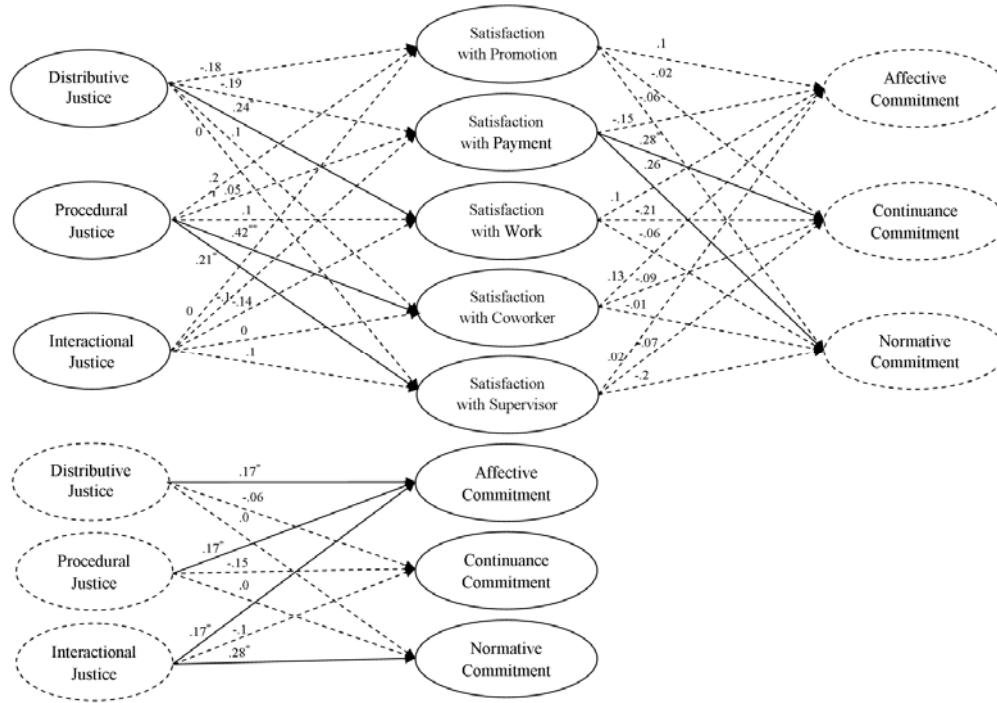 Satisfaction
with Promotion
Distributive
Justice
Affective
Commitment
-.18
.19
.24*
.1
0
.1
-.02
.06
Satisfaction
with Payment
-.15
.28*
.26
Procedural
Justice
.2
.05
.1
.42**
.21*
Satisfaction
with Work
.1
-.21
-.06
Continuance
Commitment
Interactional
Justice
0
-.1
-.14
0
.1
Satisfaction
with Coworker
.13
-.09
-.01
Normative
Commitment
Satisfaction
with Supervisor
.02
-.07
-.2
Distributive
Justice
.17*
-.06
.0
Affective
Commitment
Procedural
Justice
.17*
-.15
.0
Continuance
Commitment
Interactional
Justice
.17*
-.1
.28*
Normative
Commitment